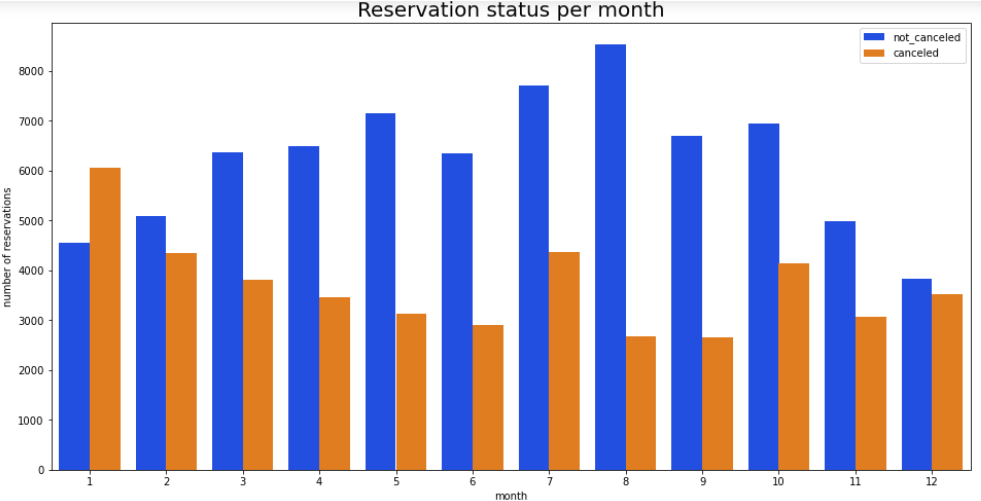 Reservation status per month
not_canceled
canceled
number of reservations
8000
7000
6000
5000
4000
3000
2000
1000
0
1 2 3 4 5 6 7 8 9 10 11 12
month